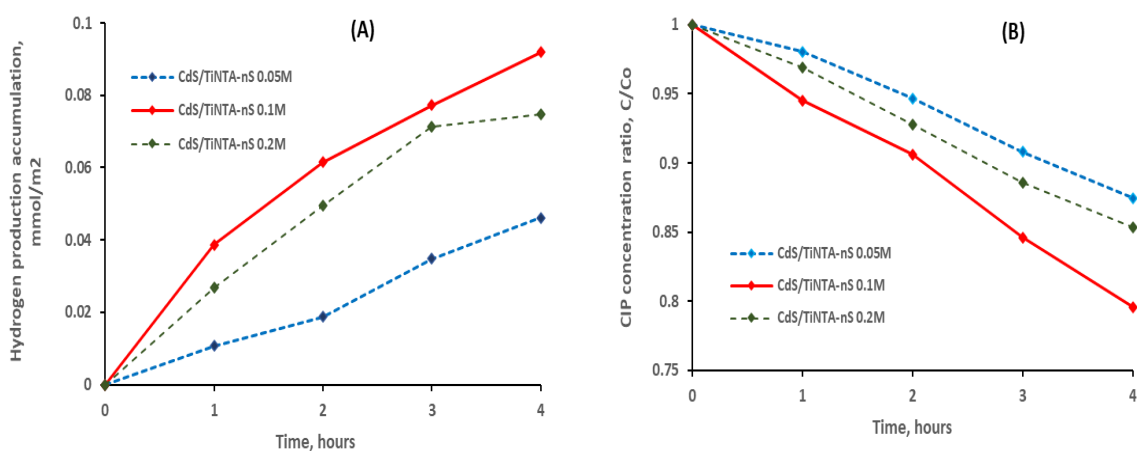 (A)
Hydrogen production accumulation,
mmol/m2
0.1
0.08
0.06
0.04
0.02
0
CdS/TiNTA-nS 0.05M
CdS/TiNTA-nS 0.1M
CdS/TiNTA-nS 0.2M
0 1 2 3 4
Time, hours
(B)
CIP concentration ratio, C/Co
1
0.95
0.9
0.85
0.8
0.75
CdS/TiNTA-nS 0.05M
CdS/TiNTA-nS 0.1M
CdS/TiNTA-nS 0.2M
0 1 2 3 4
Time, hours